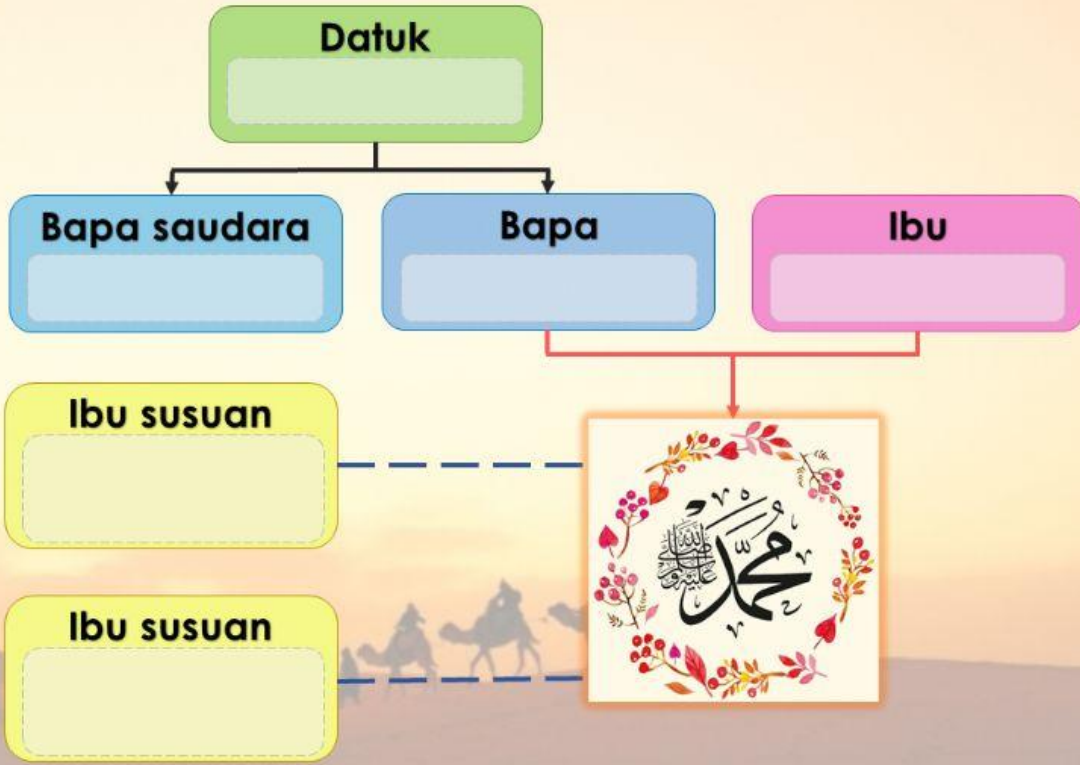 Datuk
Bapa saudara
Bapa
Ibu
Ibu susuan
Ibu susuan
محمد
صلى الله عليه وسلم